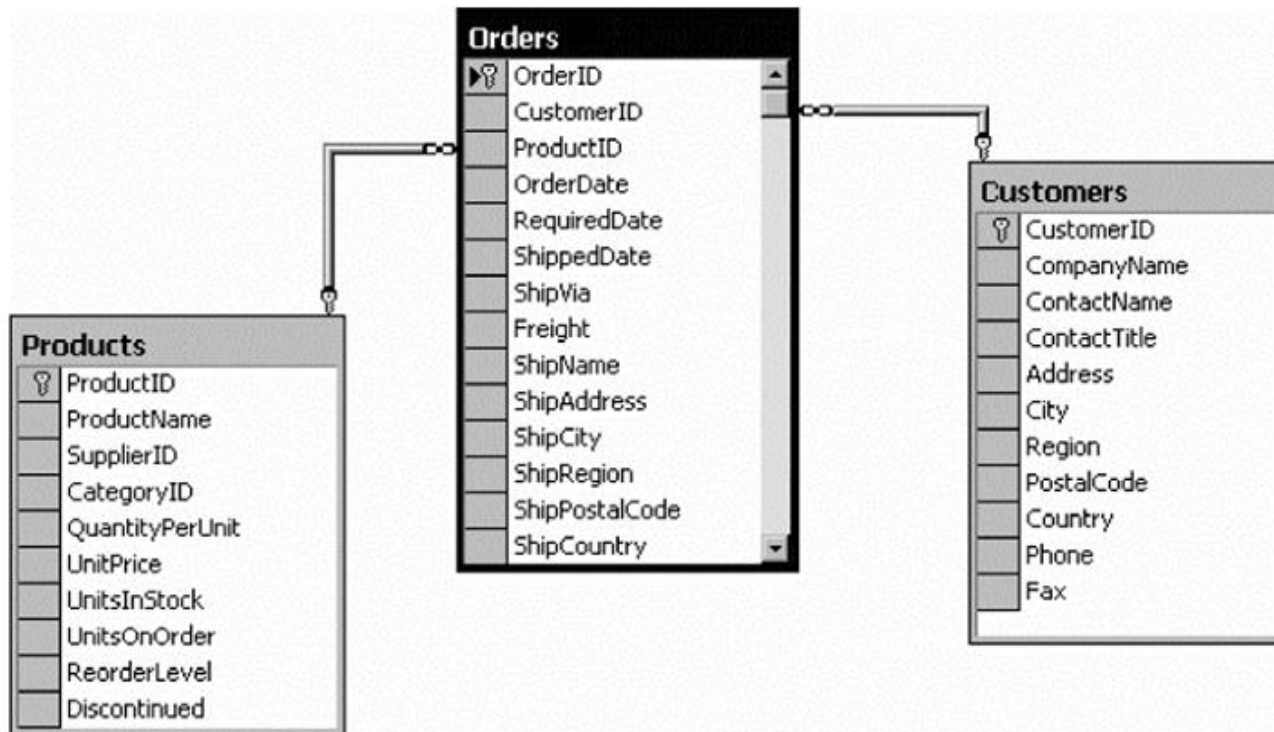 Orders
OrderID
CustomerID
ProductID
OrderDate
RequiredDate
ShippedDate
ShipVia
Freight
ShipName
ShipAddress
ShipCity
ShipRegion
ShipPostalCode
ShipCountry
Products
ProductID
ProductName
SupplierID
CategoryID
QuantityPerUnit
UnitPrice
UnitsInStock
UnitsOnOrder
ReorderLevel
Discontinued
Customers
CustomerID
CompanyName
ContactName
ContactTitle
Address
City
Region
PostalCode
Country
Phone
Fax